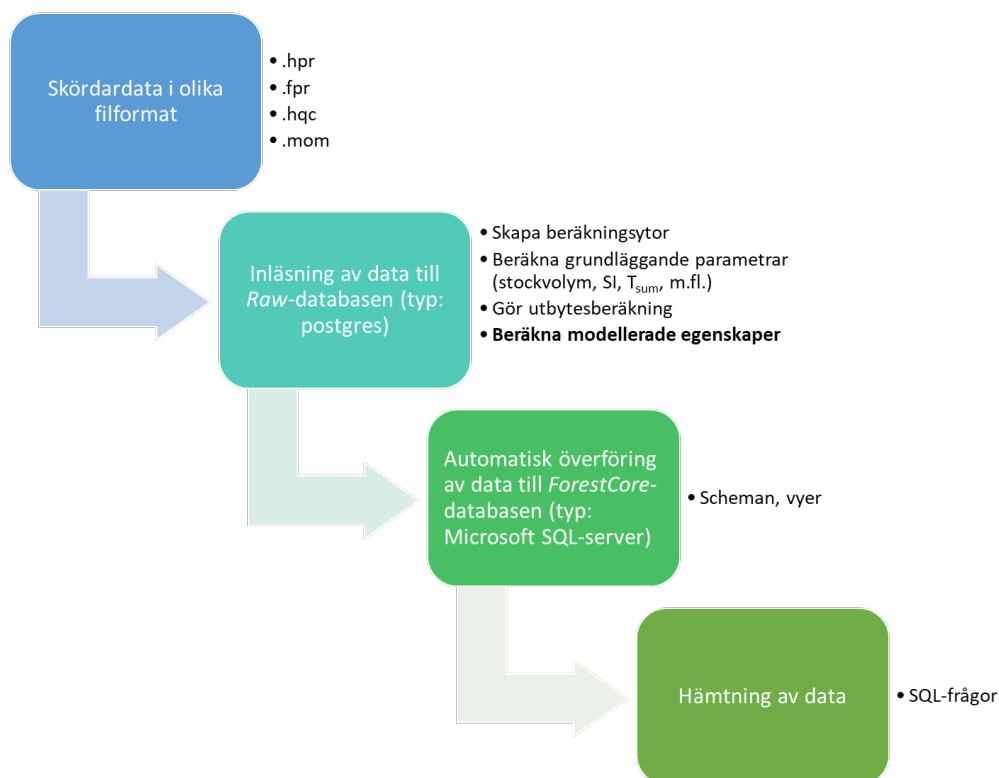 Skördardata i olika
filformat
• .hpr
• .fpr
• .hqc
• .mom
Inläsning av data till
Raw-databasen (typ:
postgres)
• Skapa beräkningsytor
• Beräkna grundläggande parametrar
(stockvolym, SI, Tsum, m.fl.)
• Gör utbytesberäkning
• Beräkna modellerade egenskaper
Automatisk överföring
av data till ForestCore-
databasen (typ:
Microsoft SQL-server)
• Scheman, vyer
Hämtning av data
• SQL-frågor